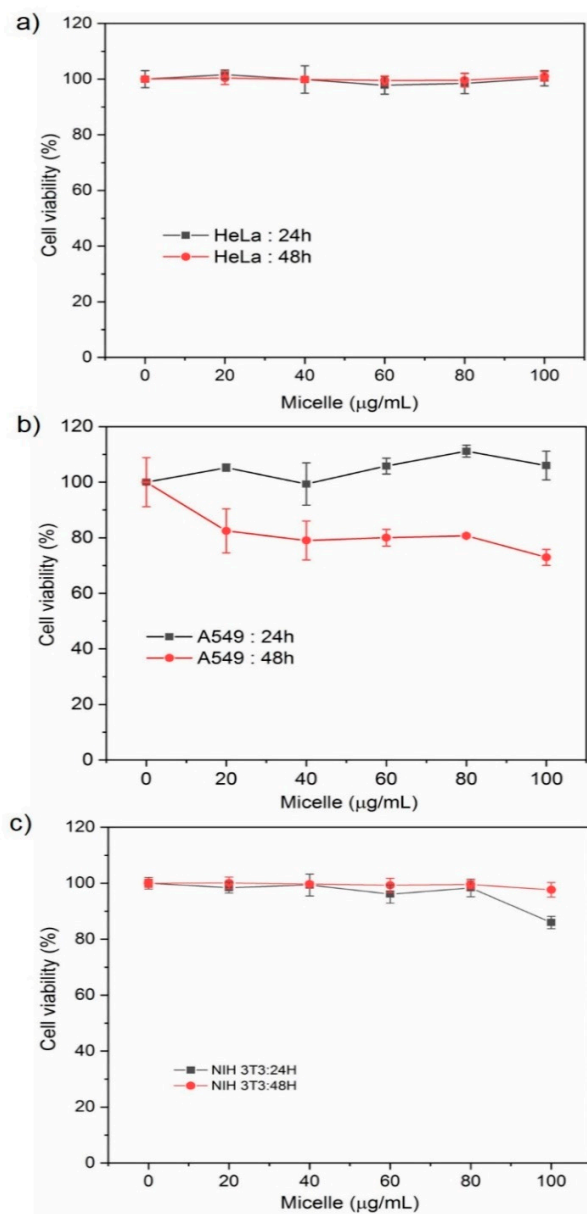 a)
120
100
80
60
40
20
0
Cell viability (%)
HeLa : 24h
HeLa : 48h
0 20 40 60 80 100
Micelle (μg/mL)
b)
120
100
80
60
40
20
0
Cell viability (%)
A549 : 24h
A549 : 48h
0 20 40 60 80 100
Micelle (μg/mL)
c)
120
100
80
60
40
20
0
Cell viability (%)
NIH 3T3:24H
NIH 3T3:48H
0 20 40 60 80 100
Micelle (μg/mL)